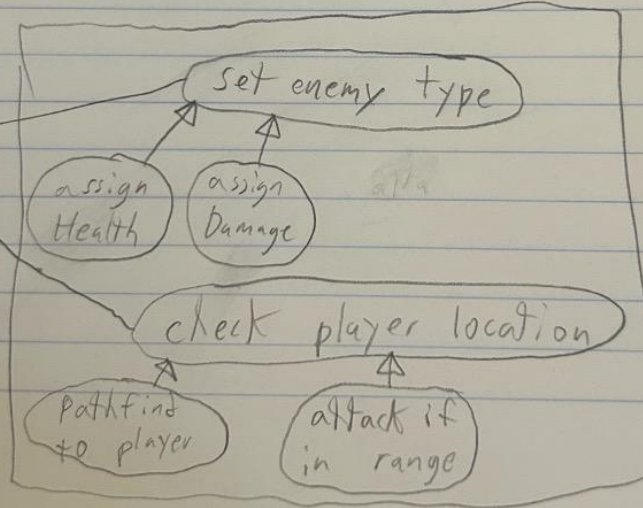 set enemy type
assign
Health
assign
Damage
check player location
pathfind
to player
attack if
in range